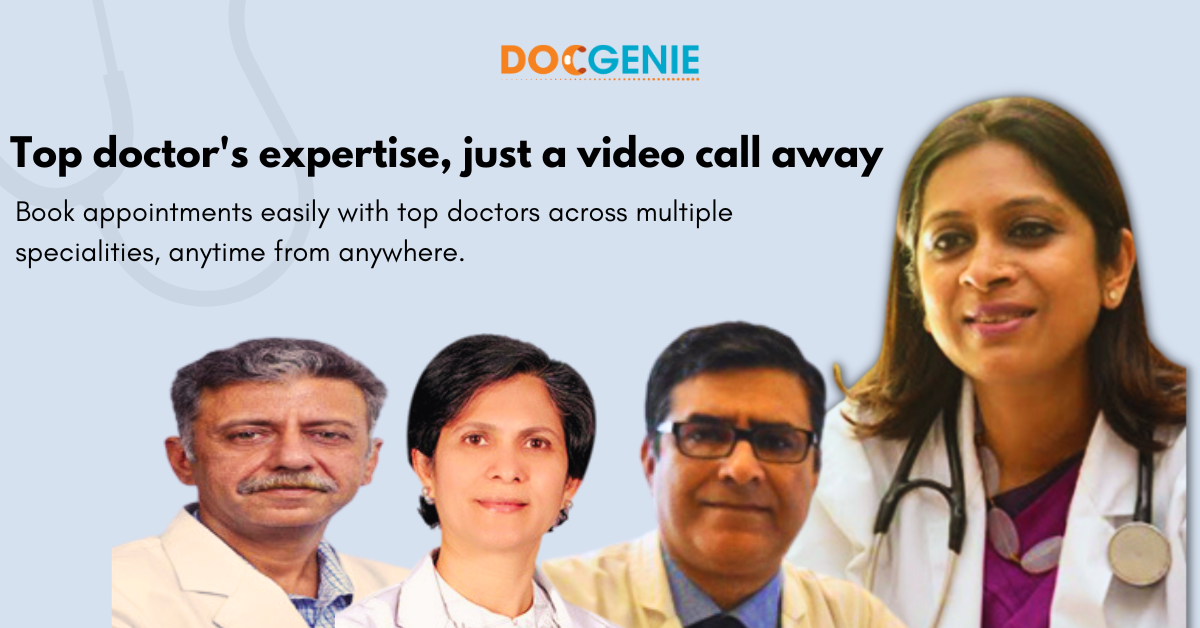 DOCGENIE
Top doctor's expertise, just a video call away
Book appointments easily with top doctors across multiple
specialities, anytime from anywhere.